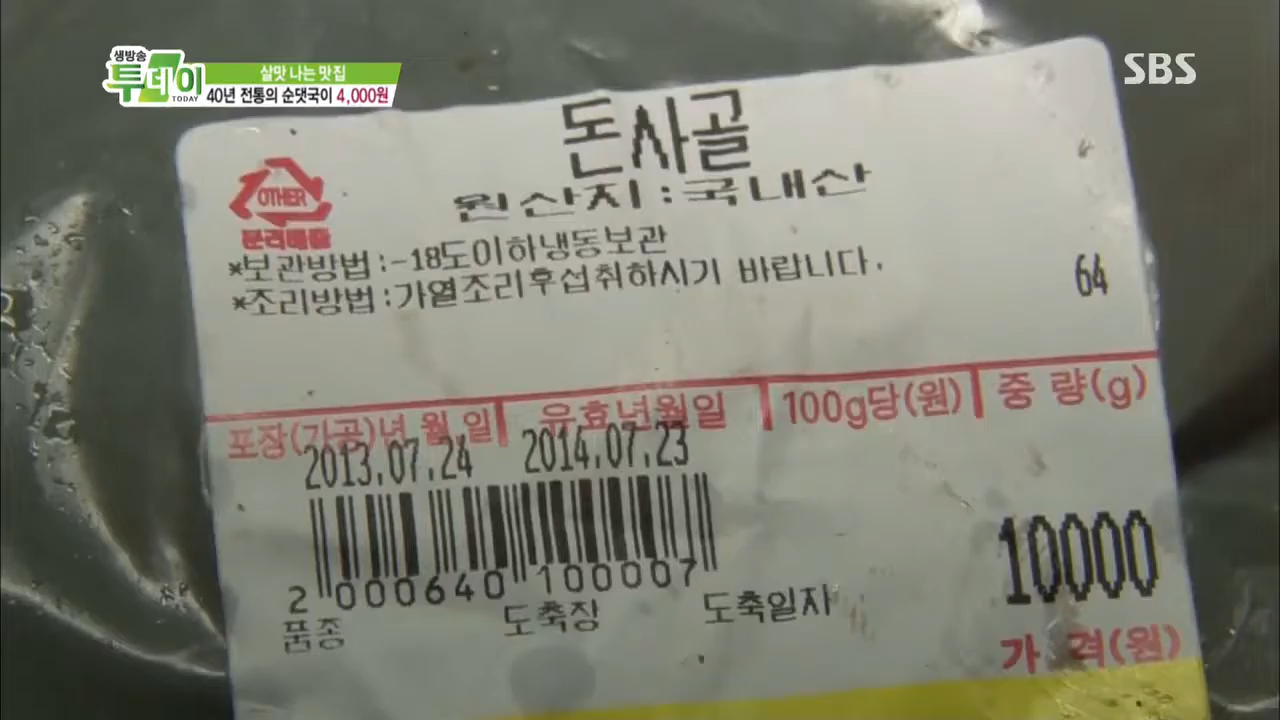 생방송
투데이
TODAY
살맛 나는 맛집
40년 전통의 순댓국이 4,000원
SBS
돈사골
원산지:국내산
OTHER
분리배출
*보관방법:-18도이하냉동보관
*조리방법:가열조리후섭취하시기 바랍니다.
64
포장(가공)년 월 일 유효년월일 100g당(원) 중 량(g)
2013.07.24 2014.07.23
2 000640 100007
10000
품종 도축장 도축일자
가 격(원)